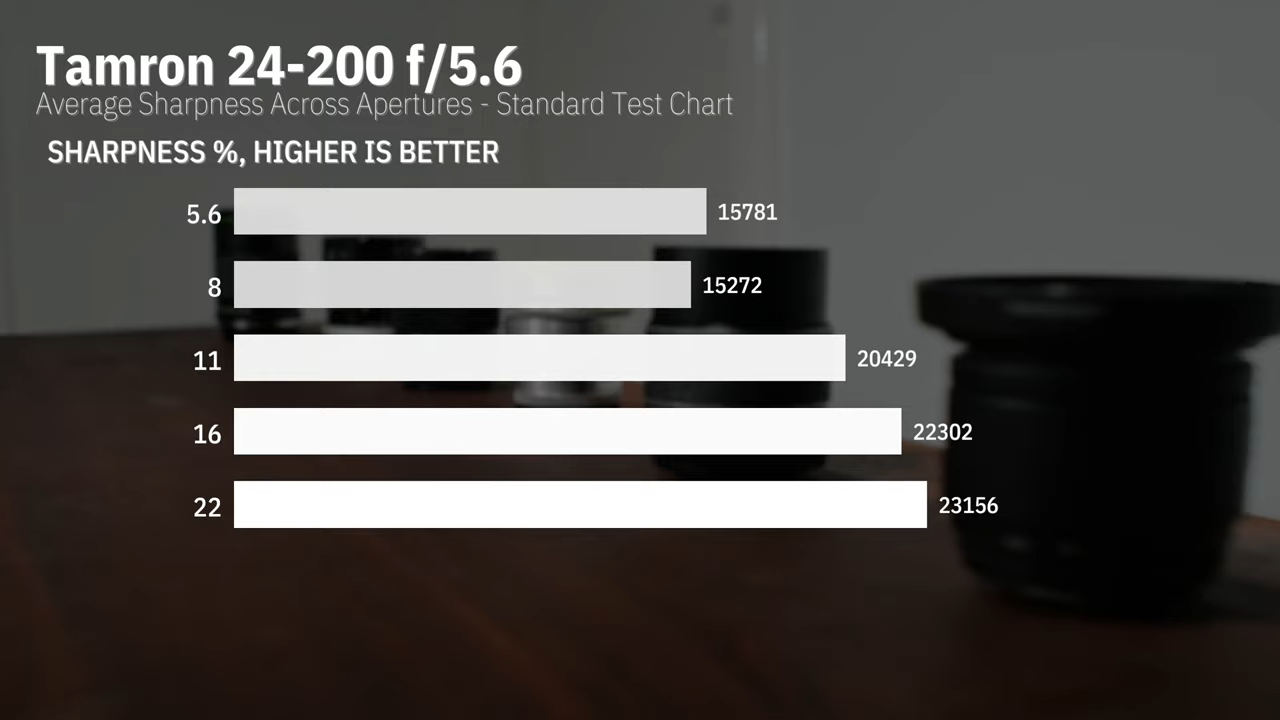 Tamron 24-200 f/5.6
Average Sharpness Across Apertures - Standard Test Chart
SHARPNESS %, HIGHER IS BETTER
5.6 15781
8 15272
11 20429
16 22302
22 23156